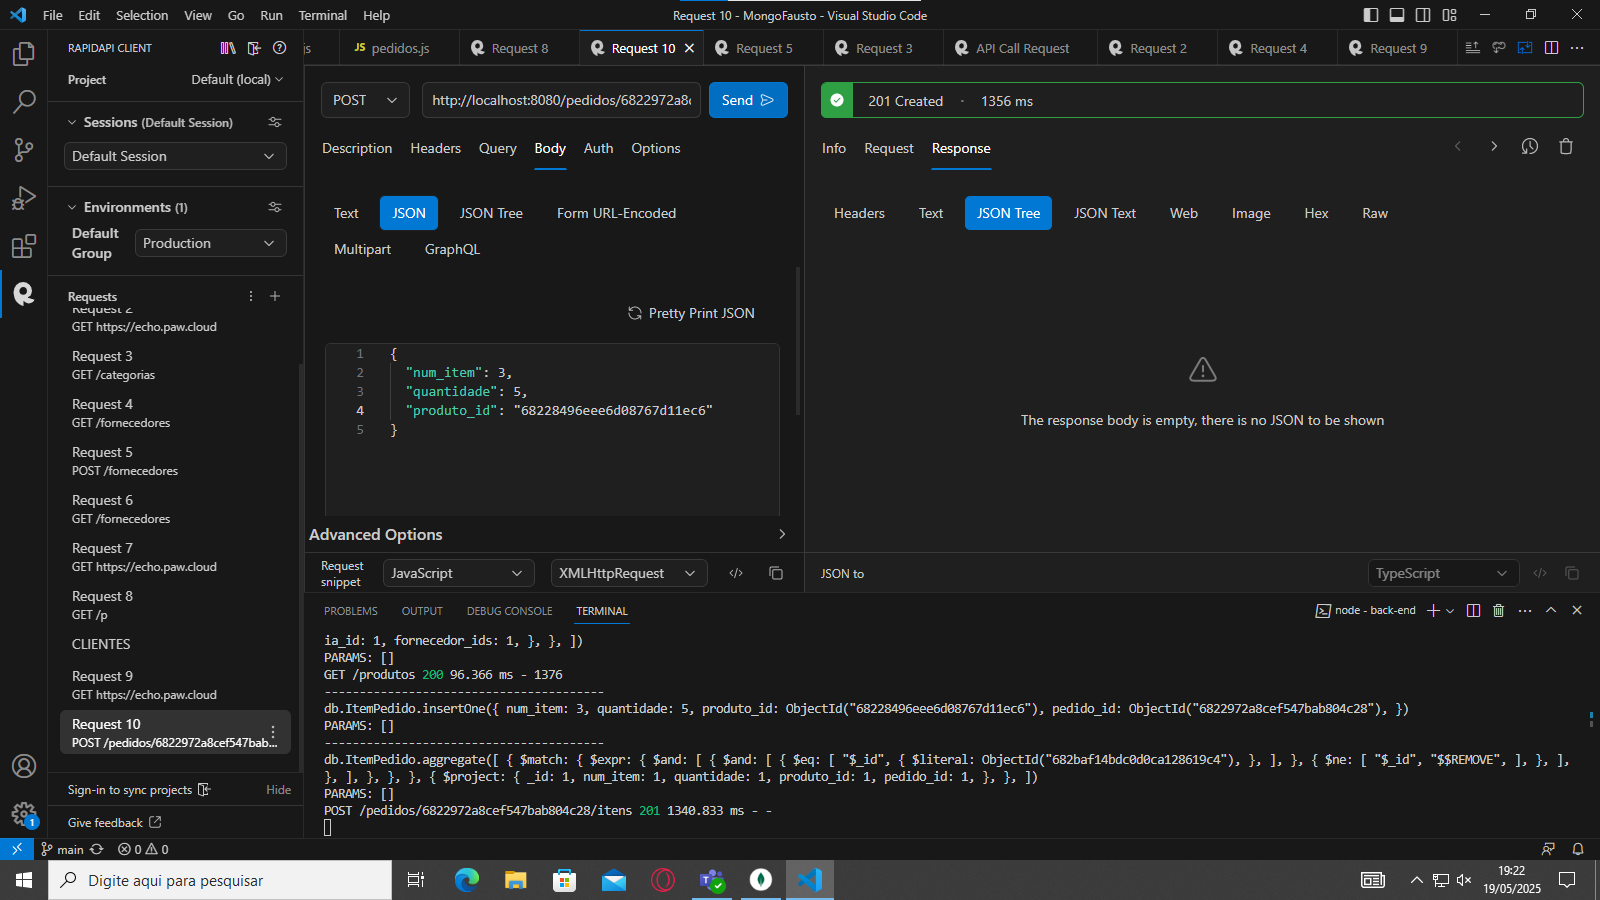 File Edit Selection View Go Run Terminal Help
Request 10 - MongoFausto - Visual Studio Code
RAPIDAPI CLIENT
Project Default (local)
Sessions (Default Session)
Default Session
Environments (1)
Default Group Production
Requests
Request 2
GET https://echo.paw.cloud
Request 3
GET /categorias
Request 4
GET /fornecedores
Request 5
POST /fornecedores
Request 6
GET /fornecedores
Request 7
GET https://echo.paw.cloud
Request 8
GET /p
CLIENTES
Request 9
GET https://echo.paw.cloud
Request 10
POST /pedidos/6822972a8cef547bab...
Sign-in to sync projects Hide
Give feedback
js JS pedidos.js Request 8 Request 10 Request 5 Request 3 API Call Request Request 2 Request 4 Request 9
POST http://localhost:8080/pedidos/6822972a8c Send
Description Headers Query Body Auth Options
Text JSON JSON Tree Form URL-Encoded
Multipart GraphQL
Pretty Print JSON
1 {
2 "num_item": 3,
3 "quantidade": 5,
4 "produto_id": "68228496eee6d08767d11ec6"
5 }
Advanced Options
Request snippet JavaScript XMLHttpRequest
201 Created - 1356 ms
Info Request Response
Headers Text JSON Tree JSON Text Web Image Hex Raw
The response body is empty, there is no JSON to be shown
JSON to TypeScript
PROBLEMS OUTPUT DEBUG CONSOLE TERMINAL
node - back-end
ia_id: 1, fornecedor_ids: 1, }, }, ])
PARAMS: []
GET /produtos 200 96.366 ms - 1376
----------------------------------------
db.ItemPedido.insertOne({ num_item: 3, quantidade: 5, produto_id: ObjectId("68228496eee6d08767d11ec6"), pedido_id: ObjectId("6822972a8cef547bab804c28"), })
PARAMS: []
----------------------------------------
db.ItemPedido.aggregate([ { $match: { $expr: { $and: [ { $and: [ { $eq: [ "$_id", { $literal: ObjectId("682baf14bdc0d0ca128619c4"), }, ], }, { $ne: [ "$_id", "$$REMOVE", ], }, ],
}, ], }, }, }, { $project: { _id: 1, num_item: 1, quantidade: 1, produto_id: 1, pedido_id: 1, }, }, ])
PARAMS: []
POST /pedidos/6822972a8cef547bab804c28/itens 201 1340.833 ms - -
1
main 0 0
Digite aqui para pesquisar
19:22
19/05/2025